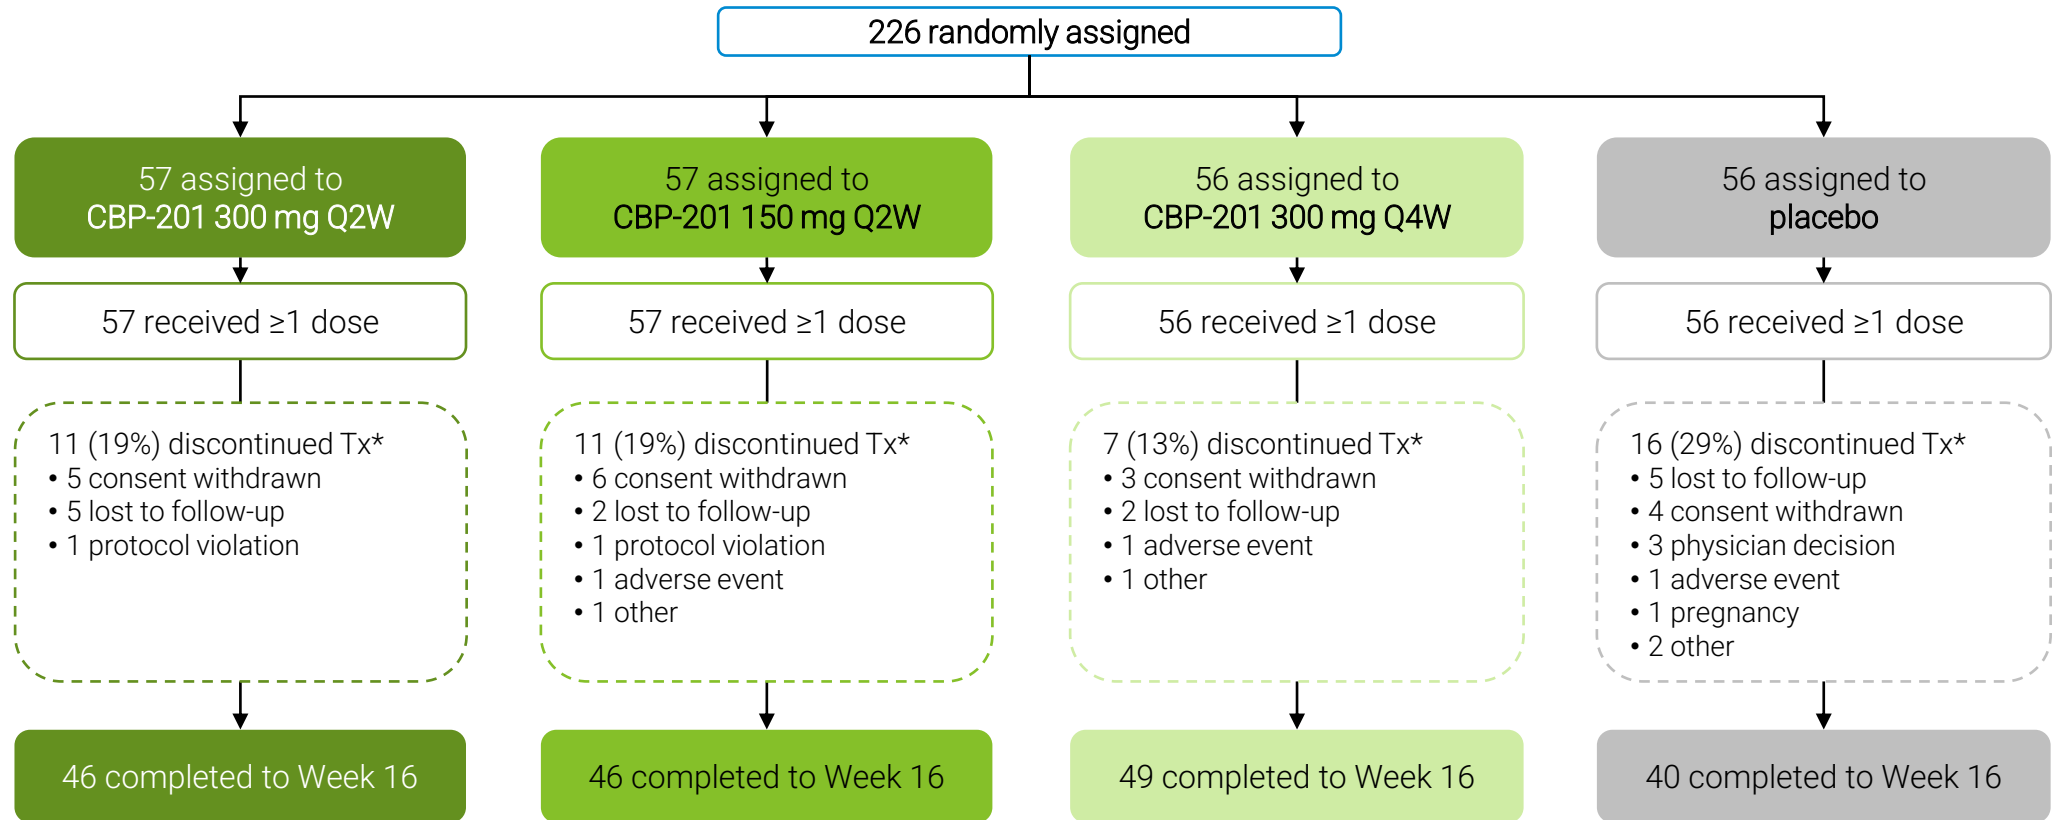 226 randomly assigned
57 assigned to
CBP-201 300 mg Q2W
57 received ≥1 dose
11 (19%) discontinued Tx*
• 5 consent withdrawn
• 5 lost to follow-up
• 1 protocol violation
46 completed to Week 16
57 assigned to
CBP-201 150 mg Q2W
57 received ≥1 dose
11 (19%) discontinued Tx*
• 6 consent withdrawn
• 2 lost to follow-up
• 1 protocol violation
• 1 adverse event
• 1 other
46 completed to Week 16
56 assigned to
CBP-201 300 mg Q4W
56 received ≥1 dose
7 (13%) discontinued Tx*
• 3 consent withdrawn
• 2 lost to follow-up
• 1 adverse event
• 1 other
49 completed to Week 16
56 assigned to
placebo
56 received ≥1 dose
16 (29%) discontinued Tx*
• 5 lost to follow-up
• 4 consent withdrawn
• 3 physician decision
• 1 adverse event
• 1 pregnancy
• 2 other
40 completed to Week 16